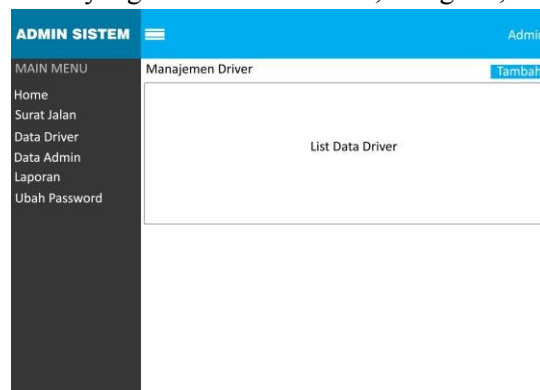 ADMIN SISTEM
Admin
MAIN MENU
Manajemen Driver
Tambah
Home
Surat Jalan
Data Driver
Data Admin
Laporan
Ubah Password
List Data Driver